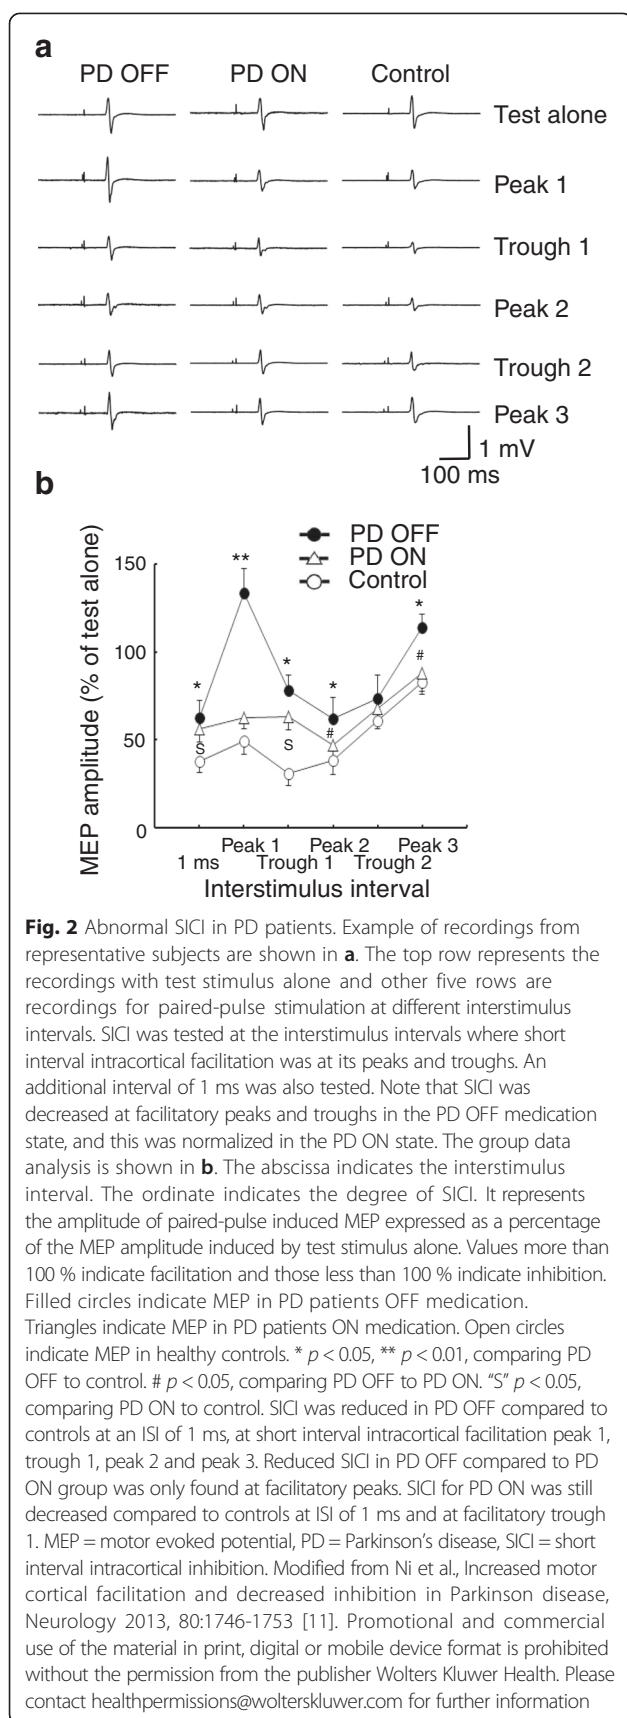 a
PD OFF PD ON Control
Test alone
Peak 1
Trough 1
Peak 2
Trough 2
Peak 3
1 mV
100 ms
b
PD OFF
PD ON
Control
MEP amplitude (% of test alone)
150
100
50
0
*
**
*
*
*
#
#
S
S
Peak 1 Peak 2 Peak 3
1 ms Trough 1 Trough 2
Interstimulus interval
Fig. 2 Abnormal SICI in PD patients. Example of recordings from
representative subjects are shown in a. The top row represents the
recordings with test stimulus alone and other five rows are
recordings for paired-pulse stimulation at different interstimulus
intervals. SICI was tested at the interstimulus intervals where short
interval intracortical facilitation was at its peaks and troughs. An
additional interval of 1 ms was also tested. Note that SICI was
decreased at facilitatory peaks and troughs in the PD OFF medication
state, and this was normalized in the PD ON state. The group data
analysis is shown in b. The abscissa indicates the interstimulus
interval. The ordinate indicates the degree of SICI. It represents
the amplitude of paired-pulse induced MEP expressed as a percentage
of the MEP amplitude induced by test stimulus alone. Values more than
100 % indicate facilitation and those less than 100 % indicate inhibition.
Filled circles indicate MEP in PD patients OFF medication.
Triangles indicate MEP in PD patients ON medication. Open circles
indicate MEP in healthy controls. * p < 0.05, ** p < 0.01, comparing PD
OFF to control. # p < 0.05, comparing PD OFF to PD ON. “S” p < 0.05,
comparing PD ON to control. SICI was reduced in PD OFF compared to
controls at an ISI of 1 ms, at short interval intracortical facilitation peak 1,
trough 1, peak 2 and peak 3. Reduced SICI in PD OFF compared to PD
ON group was only found at facilitatory peaks. SICI for PD ON was still
decreased compared to controls at ISI of 1 ms and at facilitatory trough
1. MEP = motor evoked potential, PD = Parkinson’s disease, SICI = short
interval intracortical inhibition. Modified from Ni et al., Increased motor
cortical facilitation and decreased inhibition in Parkinson disease,
Neurology 2013, 80:1746-1753 [11]. Promotional and commercial
use of the material in print, digital or mobile device format is prohibited
without the permission from the publisher Wolters Kluwer Health. Please
contact healthpermissions@wolterskluwer.com for further information